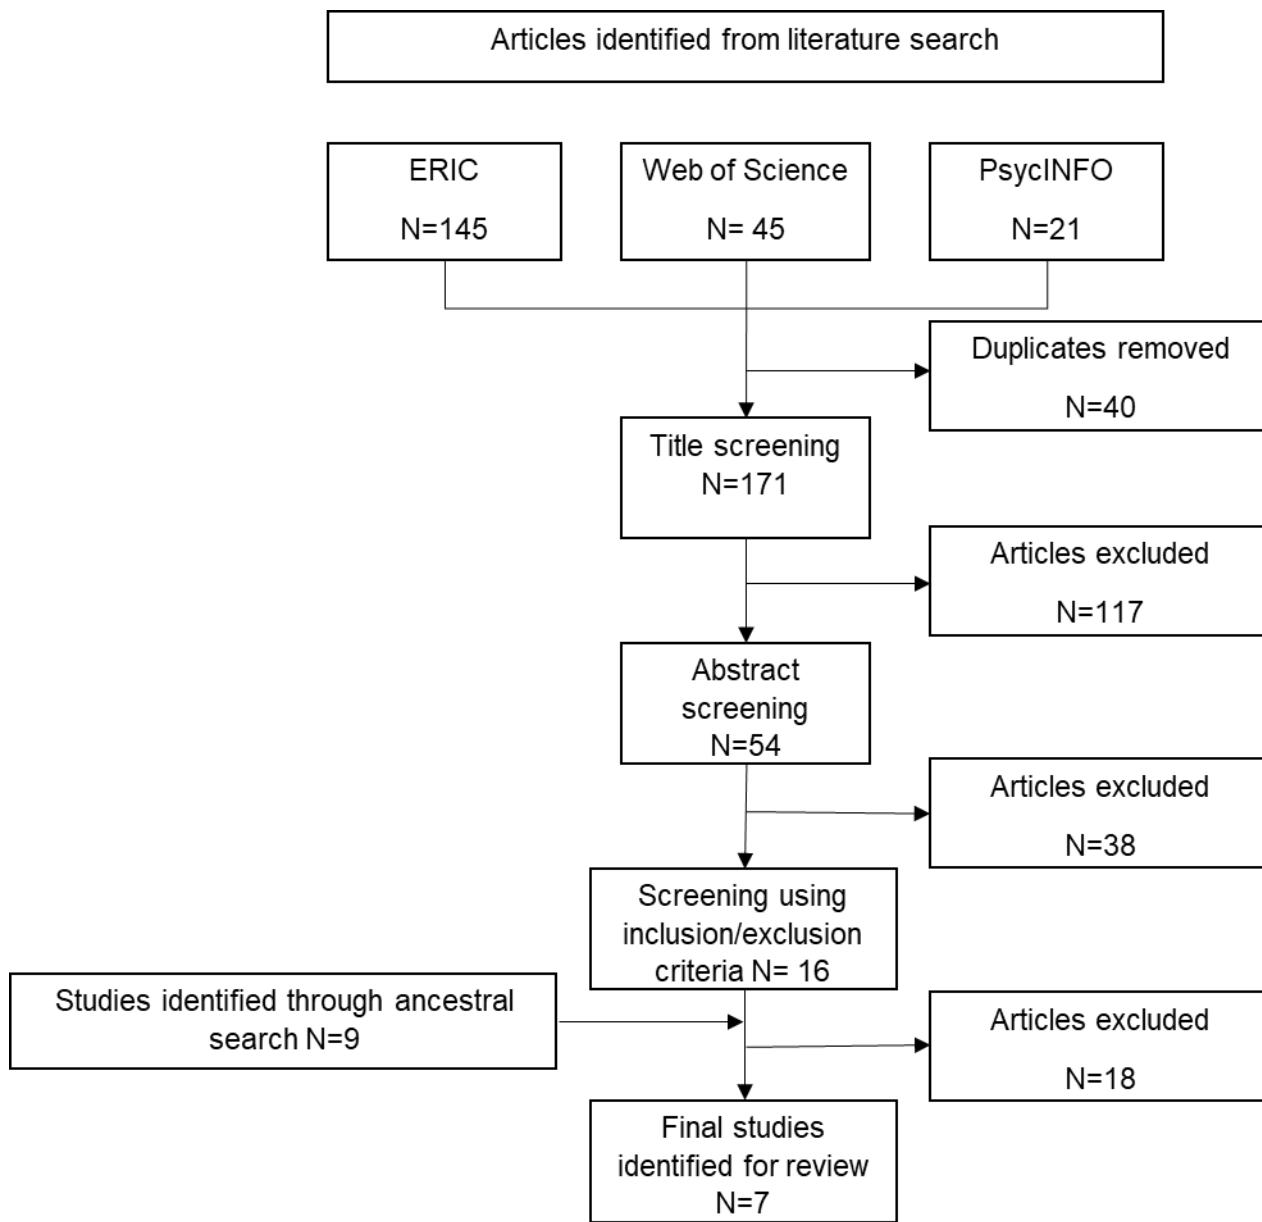 Articles identified from literature search
ERIC
N=145
Web of Science
N= 45
PsycINFO
N=21
Duplicates removed
N=40
Title screening
N=171
Articles excluded
N=117
Abstract
screening
N=54
Articles excluded
N=38
Screening using
inclusion/exclusion
criteria N= 16
Studies identified through ancestral
search N=9
Articles excluded
N=18
Final studies
identified for review
N=7